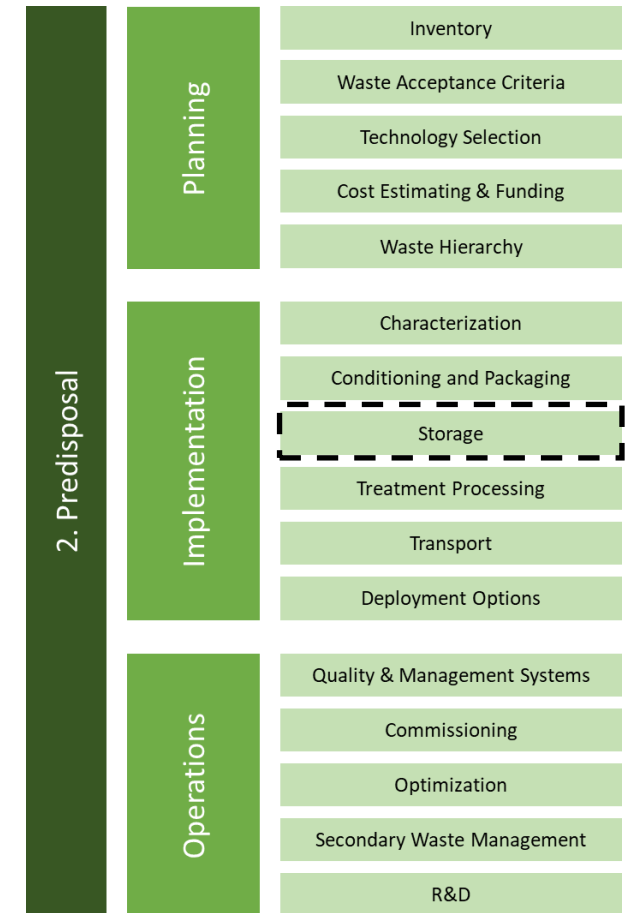 2. Predisposal
Planning
Inventory
Waste Acceptance Criteria
Technology Selection
Cost Estimating & Funding
Waste Hierarchy
Implementation
Characterization
Conditioning and Packaging
Storage
Treatment Processing
Transport
Deployment Options
Operations
Quality & Management Systems
Commissioning
Optimization
Secondary Waste Management
R&D